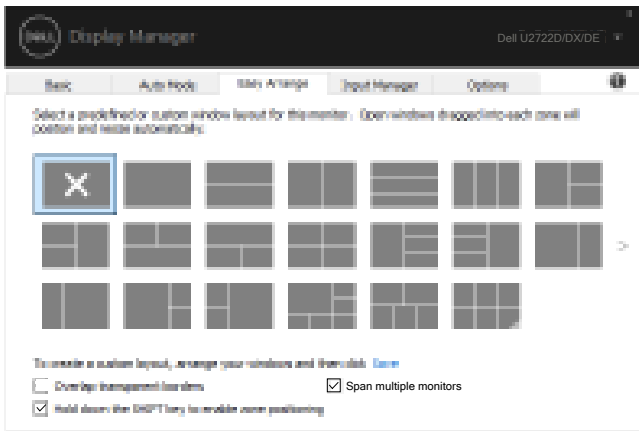 DELL Display Manager
Dell U2722D/DX/DE
Basic Auto Mode Easy Arrange Input Manager Options
Select a predefined or custom window layout for this monitor. Open windows dragged into each zone will
position and resize automatically.
To create a custom layout, arrange your windows and then click Save
Overlap transparent borders
Span multiple monitors
Hold down the SHIFT key to enable zone positioning